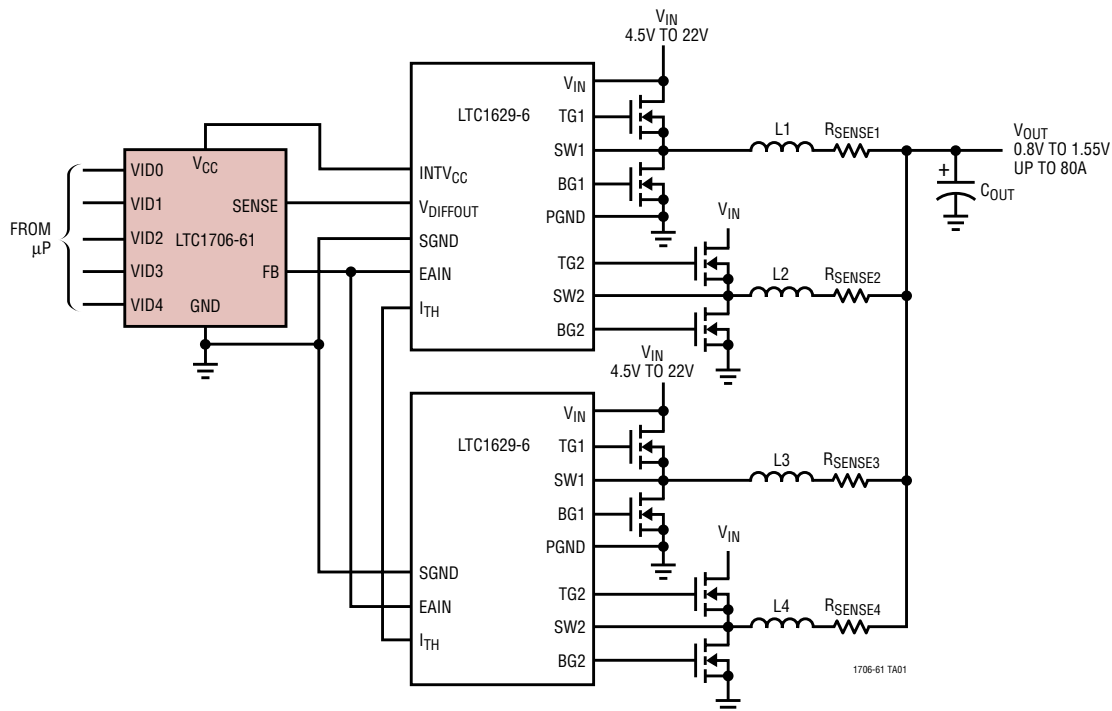 V_IN
4.5V TO 22V
FROM
µP
VID0
VID1
VID2
VID3
VID4
V_CC
SENSE
LTC1706-61
FB
GND
LTC1629-6
INTV_CC
V_DIFFOUT
SGND
EAIN
I_TH
V_IN
TG1
SW1
BG1
PGND
TG2
SW2
BG2
L1
R_SENSE1
V_OUT
0.8V TO 1.55V
UP TO 80A
+
C_OUT
V_IN
L2
R_SENSE2
V_IN
4.5V TO 22V
LTC1629-6
SGND
EAIN
I_TH
V_IN
TG1
SW1
BG1
PGND
TG2
SW2
BG2
L3
R_SENSE3
V_IN
L4
R_SENSE4
1706-61 TA01